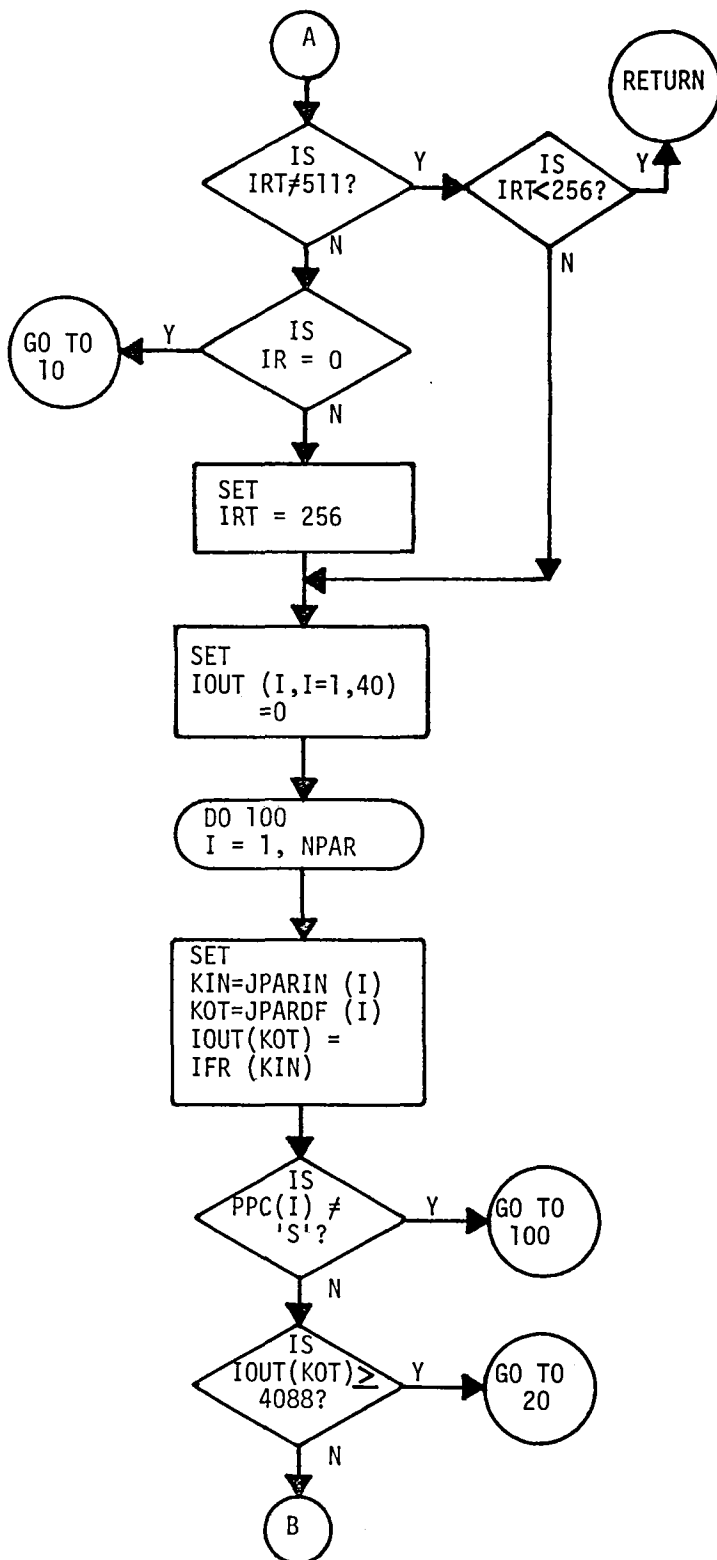 A
RETURN
IS
IRT≠511?
Y
IS
IRT<256?
Y
N
N
GO TO
10
Y
IS
IR = 0
N
SET
IRT = 256
SET
IOUT (I,I=1,40)
=0
DO 100
I = 1, NPAR
SET
KIN=JPARIN (I)
KOT=JPARDF (I)
IOUT(KOT) =
IFR (KIN)
IS
PPC(I) ≠
'S'?
Y
GO TO
100
N
IS
IOUT(KOT)≥
4088?
Y
GO TO
20
N
B